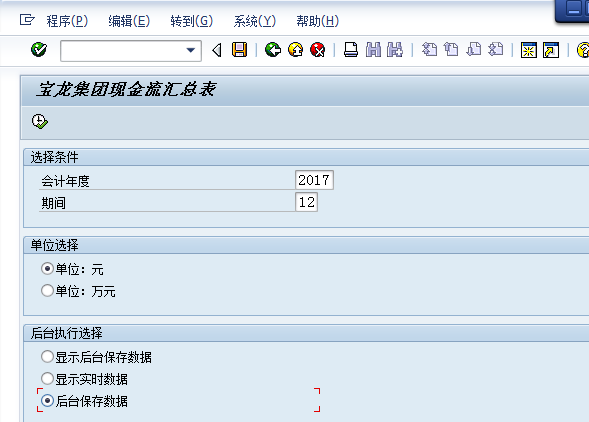 程序(P) 编辑(E) 转到(G) 系统(Y) 帮助(H)
宝龙集团现金流汇总表
选择条件
会计年度 2017
期间 12
单位选择
单位：元
单位：万元
后台执行选择
显示后台保存数据
显示实时数据
后台保存数据